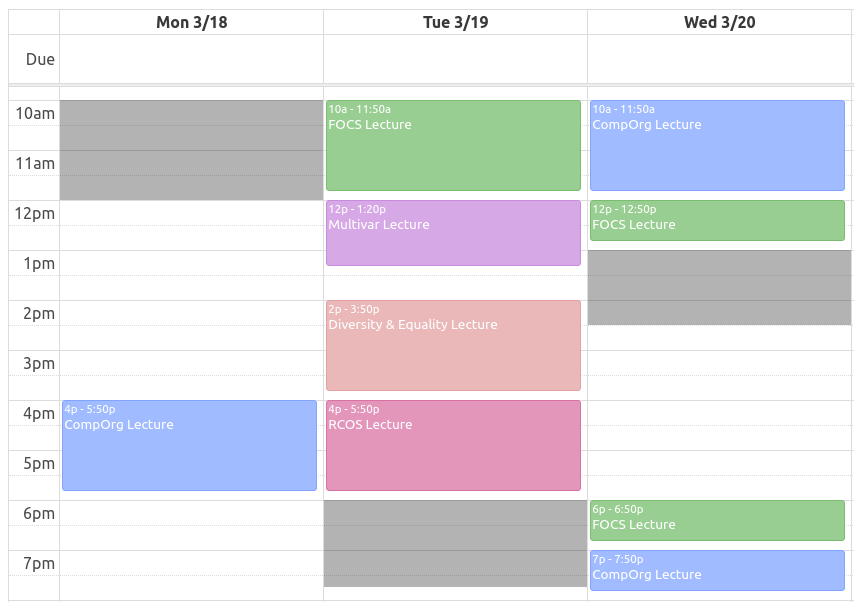 Mon 3/18
Tue 3/19
Wed 3/20
Due
10am
11am
12pm
1pm
2pm
3pm
4pm
5pm
6pm
7pm
4p - 5:50p
CompOrg Lecture
10a - 11:50a
FOCS Lecture
12p - 1:20p
Multivar Lecture
2p - 3:50p
Diversity & Equality Lecture
4p - 5:50p
RCOS Lecture
10a - 11:50a
CompOrg Lecture
12p - 12:50p
FOCS Lecture
6p - 6:50p
FOCS Lecture
7p - 7:50p
CompOrg Lecture